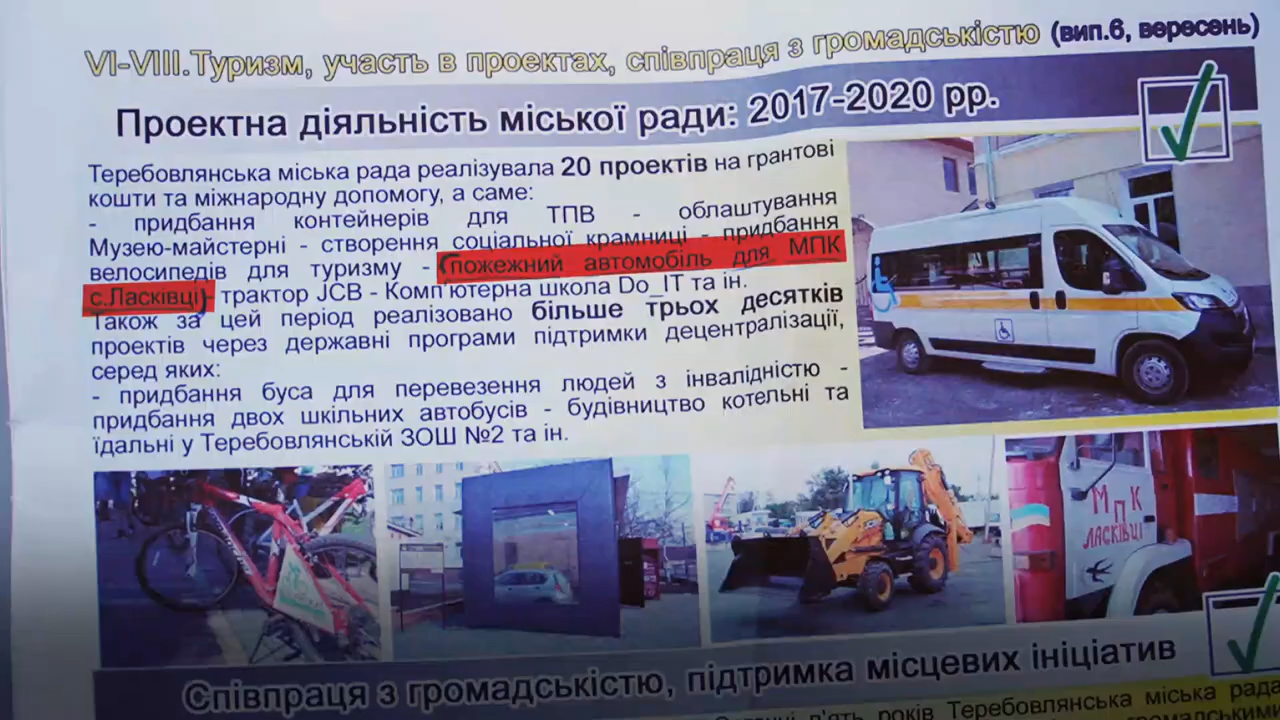 VI-VIII.Туризм, участь в проектах, співпраця з громадськістю (вип.6, вересень)
Проектна діяльність міської ради: 2017-2020 рр.
Теребовлянська міська рада реалізувала 20 проектів на грантові
кошти та міжнародну допомогу, а саме:
- придбання контейнерів для ТПВ - облаштування
Музею-майстерні - створення соціальної крамниці - придбання
велосипедів для туризму - пожежний автомобіль для МПК
с.Ласківці - трактор JCB - Комп'ютерна школа Do_IT та ін.
Також за цей період реалізовано більше трьох десятків
проектів через державні програми підтримки децентралізації,
серед яких:
- придбання буса для перевезення людей з інвалідністю -
придбання двох шкільних автобусів - будівництво котельні та
їдальні у Теребовлянській ЗОШ №2 та ін.
МПК
ЛАСКІВЦІ
Співпраця з громадськістю, підтримка місцевих ініціатив
п'ять років Теребовлянська міська рада